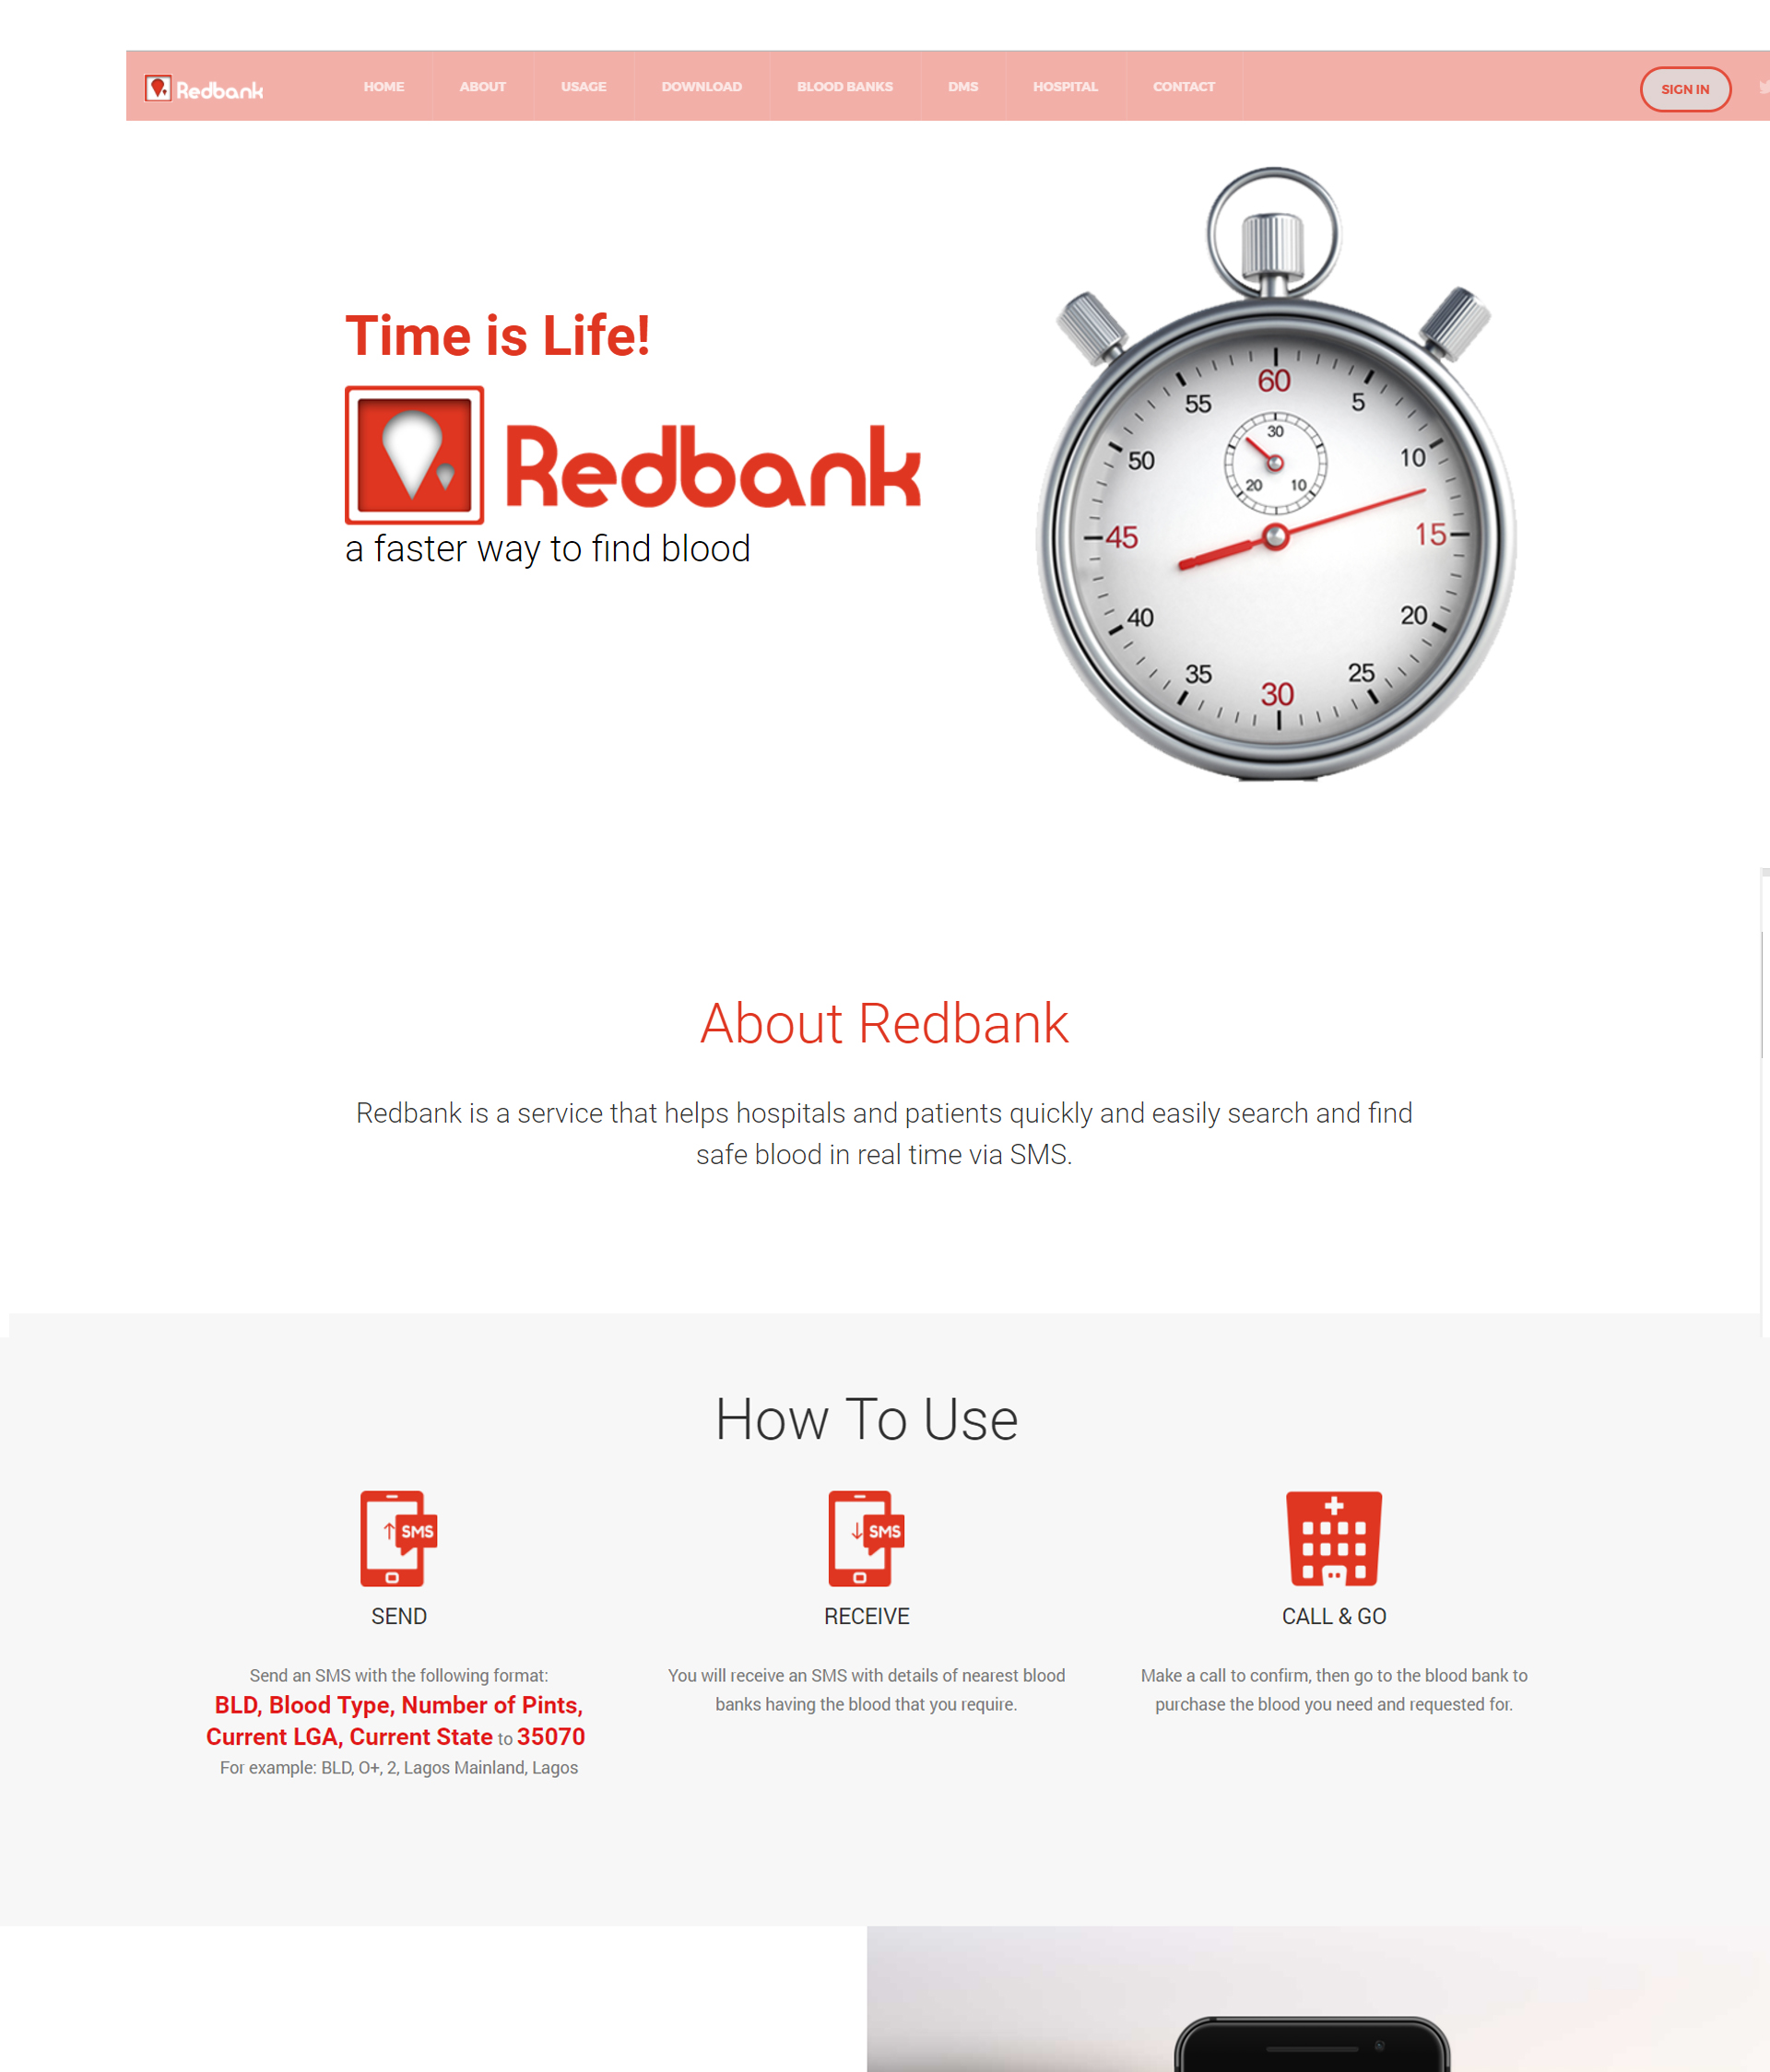 Redbank
HOME ABOUT USAGE DOWNLOAD BLOOD BANKS DMS HOSPITAL CONTACT
SIGN IN
Time is Life!
Redbank
a faster way to find blood
60
55 5
50 10
45 15
40 20
35 25
30
30
20 10
About Redbank
Redbank is a service that helps hospitals and patients quickly and easily search and find
safe blood in real time via SMS.
How To Use
SMS
SEND
Send an SMS with the following format:
BLD, Blood Type, Number of Pints,
Current LGA, Current State to 35070
For example: BLD, O+, 2, Lagos Mainland, Lagos
SMS
RECEIVE
You will receive an SMS with details of nearest blood
banks having the blood that you require.
CALL & GO
Make a call to confirm, then go to the blood bank to
purchase the blood you need and requested for.